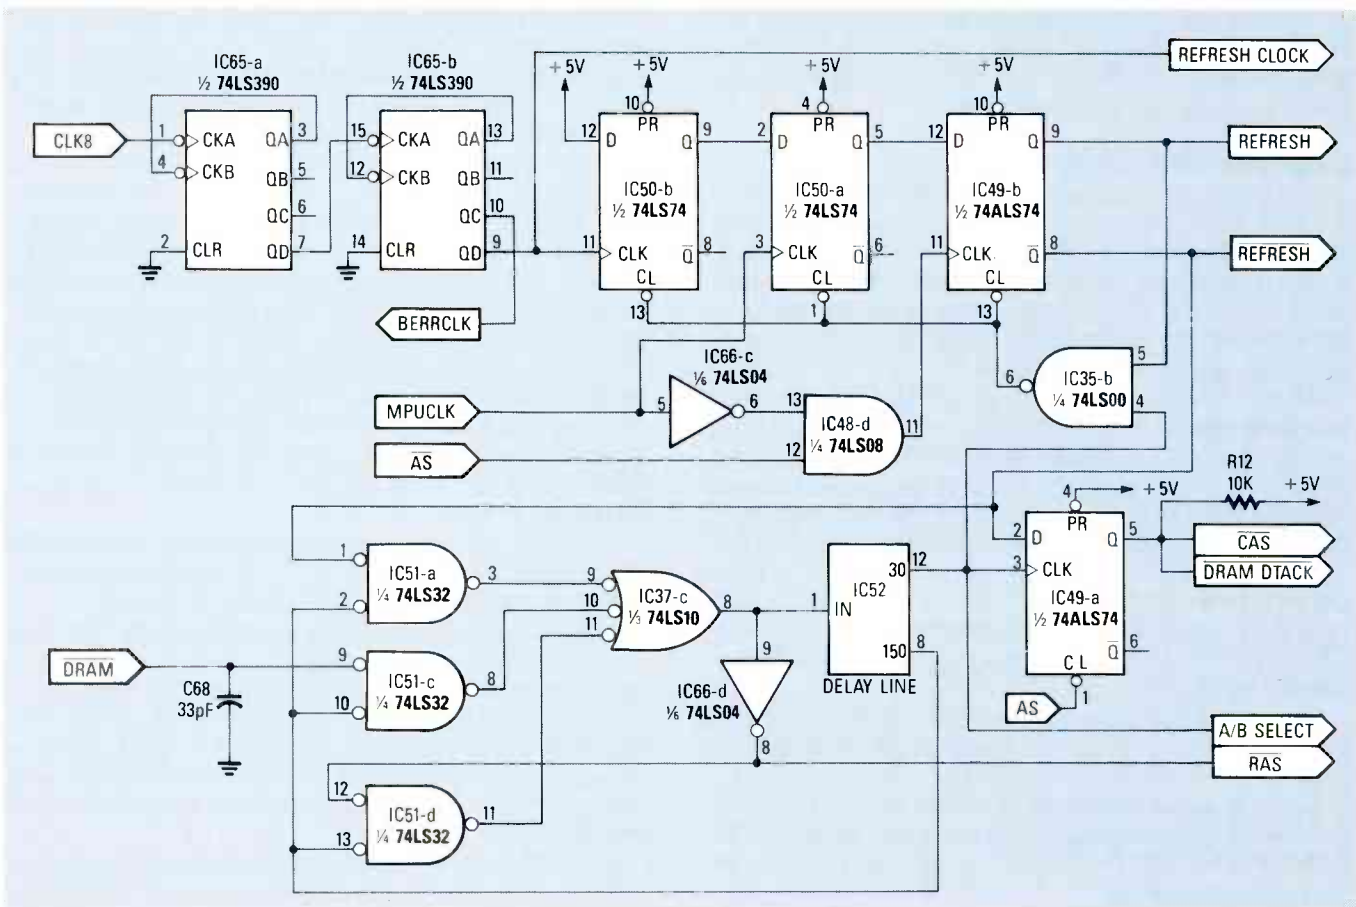 IC65-a
½ 74LS390
CLK8
1
4
2
CKA
CKB
CLR
QA
QB
QC
QD
3
5
6
7
IC65-b
½ 74LS390
15
12
14
CKA
CKB
CLR
QA
QB
QC
QD
13
11
10
9
BERRCLK
REFRESH CLOCK
+5V
+5V
10
PR
12
D
Q
9
IC50-b
½ 74LS74
11
CLK
Q̅
8
CL
13
+5V
4
PR
2
D
Q
5
IC50-a
½ 74LS74
3
CLK
Q̅
6
CL
1
+5V
10
PR
12
D
Q
9
REFRESH
IC49-b
½ 74ALS74
11
CLK
Q̅
8
R̅E̅F̅R̅E̅S̅H̅
CL
13
IC35-b
¼ 74LS00
6
5
4
IC66-c
⅙ 74LS04
MPUCLK
5
6
13
IC48-d
¼ 74LS08
11
A̅S̅
12
R12
10K
+5V
4
+5V
PR
2
D
Q
5
C̅A̅S̅
3
CLK
D̅R̅A̅M̅ D̅T̅A̅C̅K̅
IC49-a
½ 74ALS74
Q̅
6
CL
AS
1
1
2
IC51-a
¼ 74LS32
3
9
10
11
IC37-c
⅓ 74LS10
8
1
IN
IC52
30
12
150
8
DELAY LINE
D̅R̅A̅M̅
9
10
IC51-c
¼ 74LS32
8
C68
33pF
9
IC66-d
⅙ 74LS04
8
A/B SELECT
R̅A̅S̅
12
13
IC51-d
¼ 74LS32
11